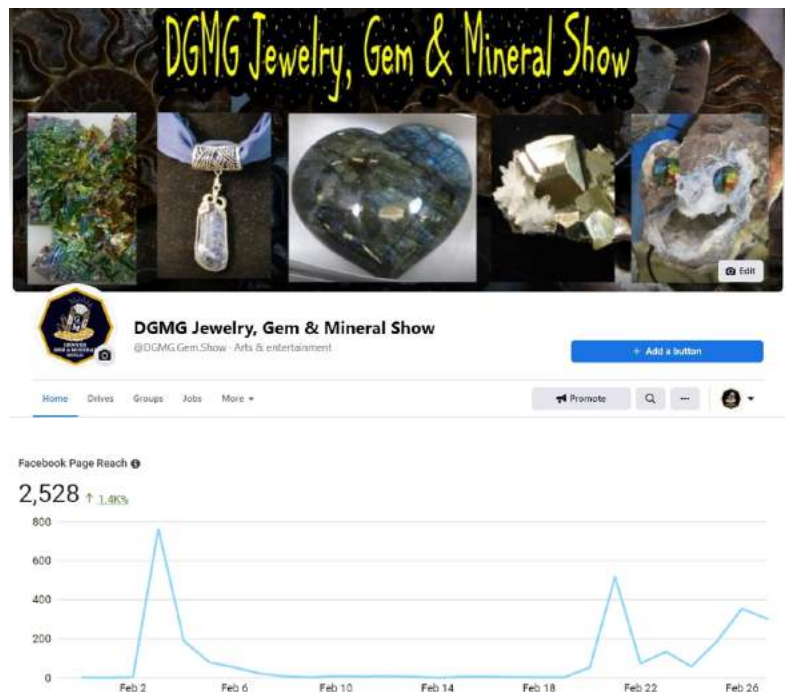 DGMG Jewelry, Gem & Mineral Show
Edit
DGMG Jewelry, Gem & Mineral Show
@DGMG.Gem.Show · Arts & entertainment
+ Add a button
Home Drives Groups Jobs More
Promote
Facebook Page Reach
2,528 ↑ 1.4K%
800
600
400
200
0
Feb 2 Feb 6 Feb 10 Feb 14 Feb 18 Feb 22 Feb 26